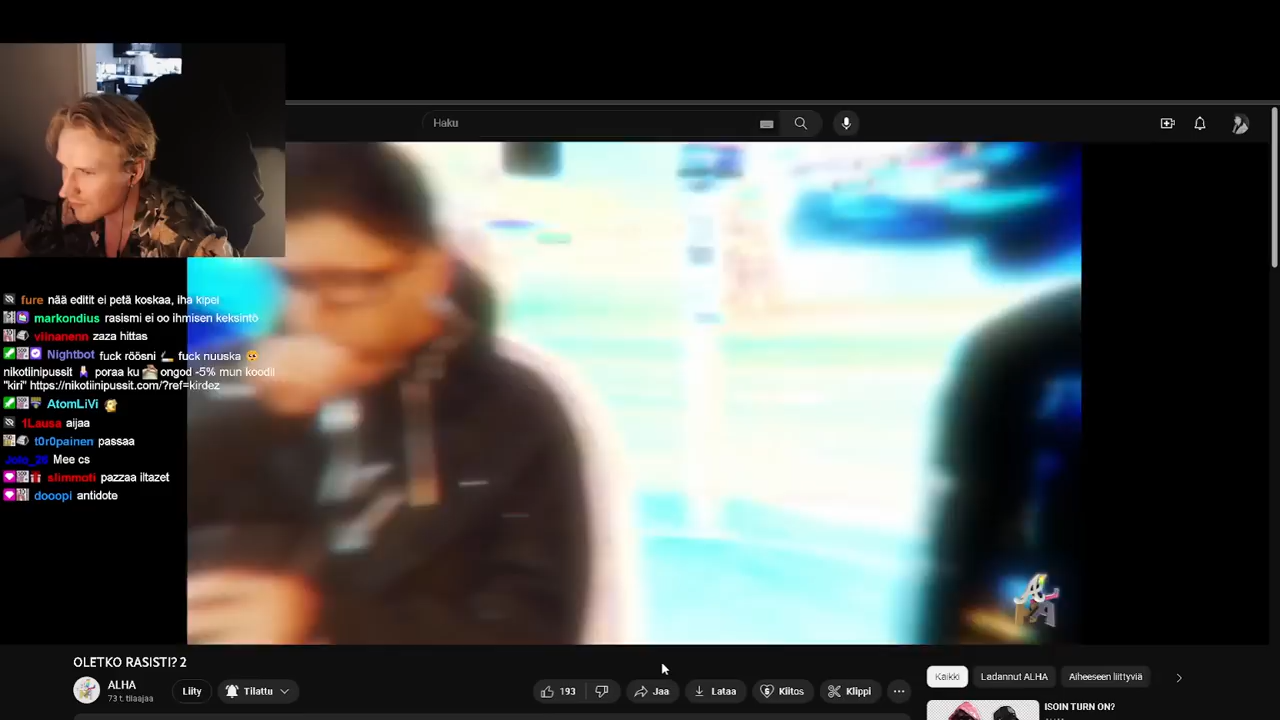 Haku
fure nää editit ei petä koskaa, iha kipei
markondius rasismi ei oo ihmisen keksintö
vlinanenn zaza hittas
Nightbot fuck röösni fuck nuuska
nikotiinipussit poraa ku ongod -5% mun koodil
"kiri" https://nikotiinipussit.com/?ref=kirdez
AtomLiVi
1Lausa aijaa
t0r0painen passaa
Mee cs
slimmoti pazzaa iltazet
dooopi antidote
OLETKO RASISTI? 2
ALHA
73 t. tilaajaa
Liity
Tilattu
193
Jaa
Lataa
Kiitos
Klippi
Kaikki
Ladannut ALHA
Aiheeseen liittyviä
ISOIN TURN ON?